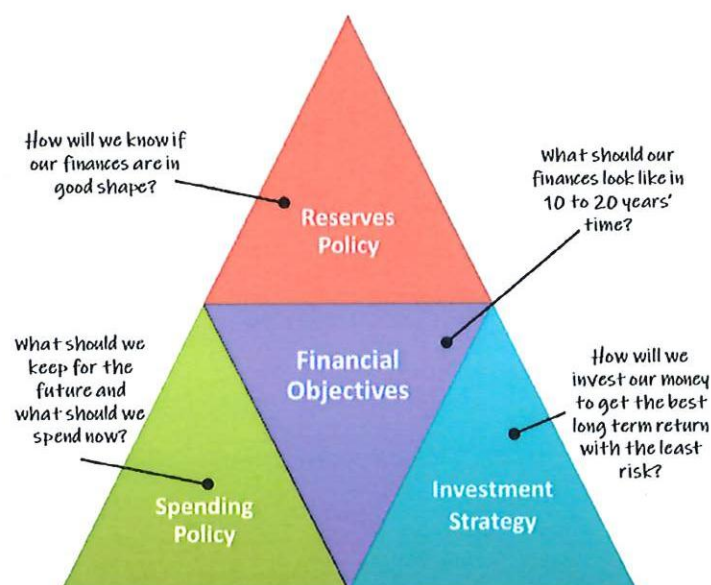 How will we know if
our finances are in
good shape?
What should our
finances look like in
10 to 20 years'
time?
Reserves
Policy
What should we
keep for the
future and
what should we
spend now?
Financial
Objectives
How will we
invest our money
to get the best
long term return
with the least
risk?
Spending
Policy
Investment
Strategy